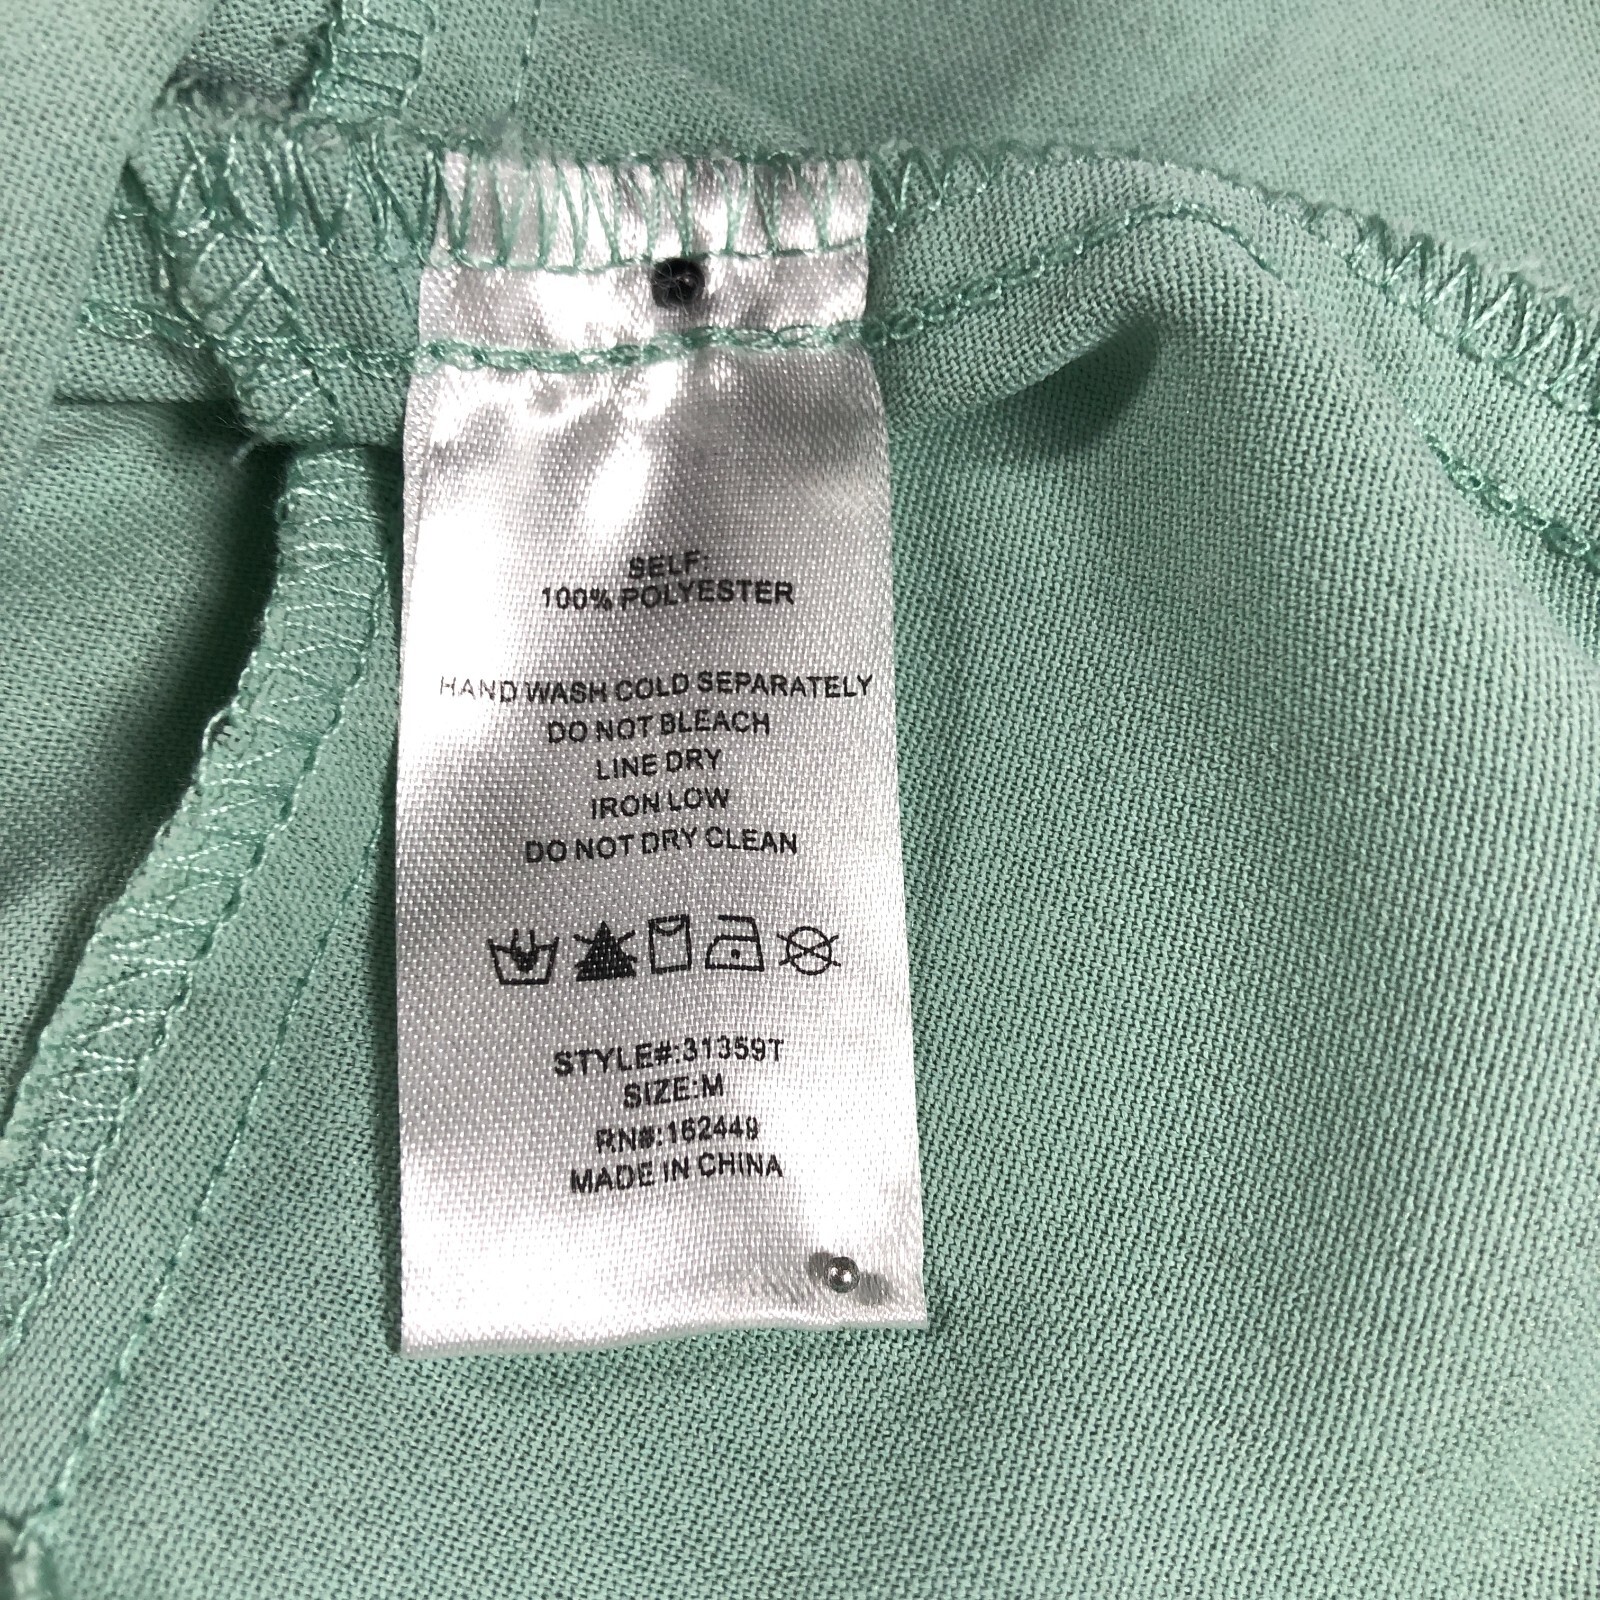 SELF:
100% POLYESTER
HAND WASH COLD SEPARATELY
DO NOT BLEACH
LINE DRY
IRON LOW
DO NOT DRY CLEAN
STYLE#:31359T
SIZE:M
RN#:162449
MADE IN CHINA